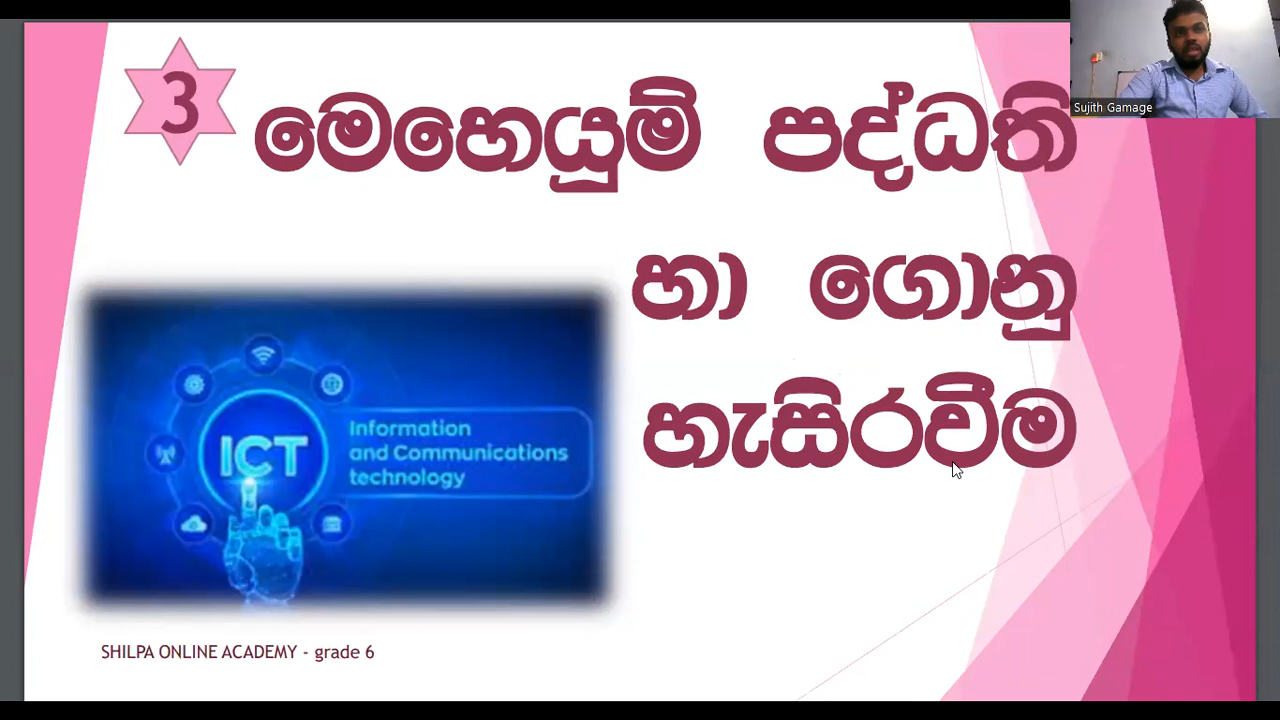 3
මෙහෙයුම් පද්ධති
හා ගොනු
හැසිරවීම
ICT
Information
and Communications
technology
SHILPA ONLINE ACADEMY - grade 6
Sujith Gamage